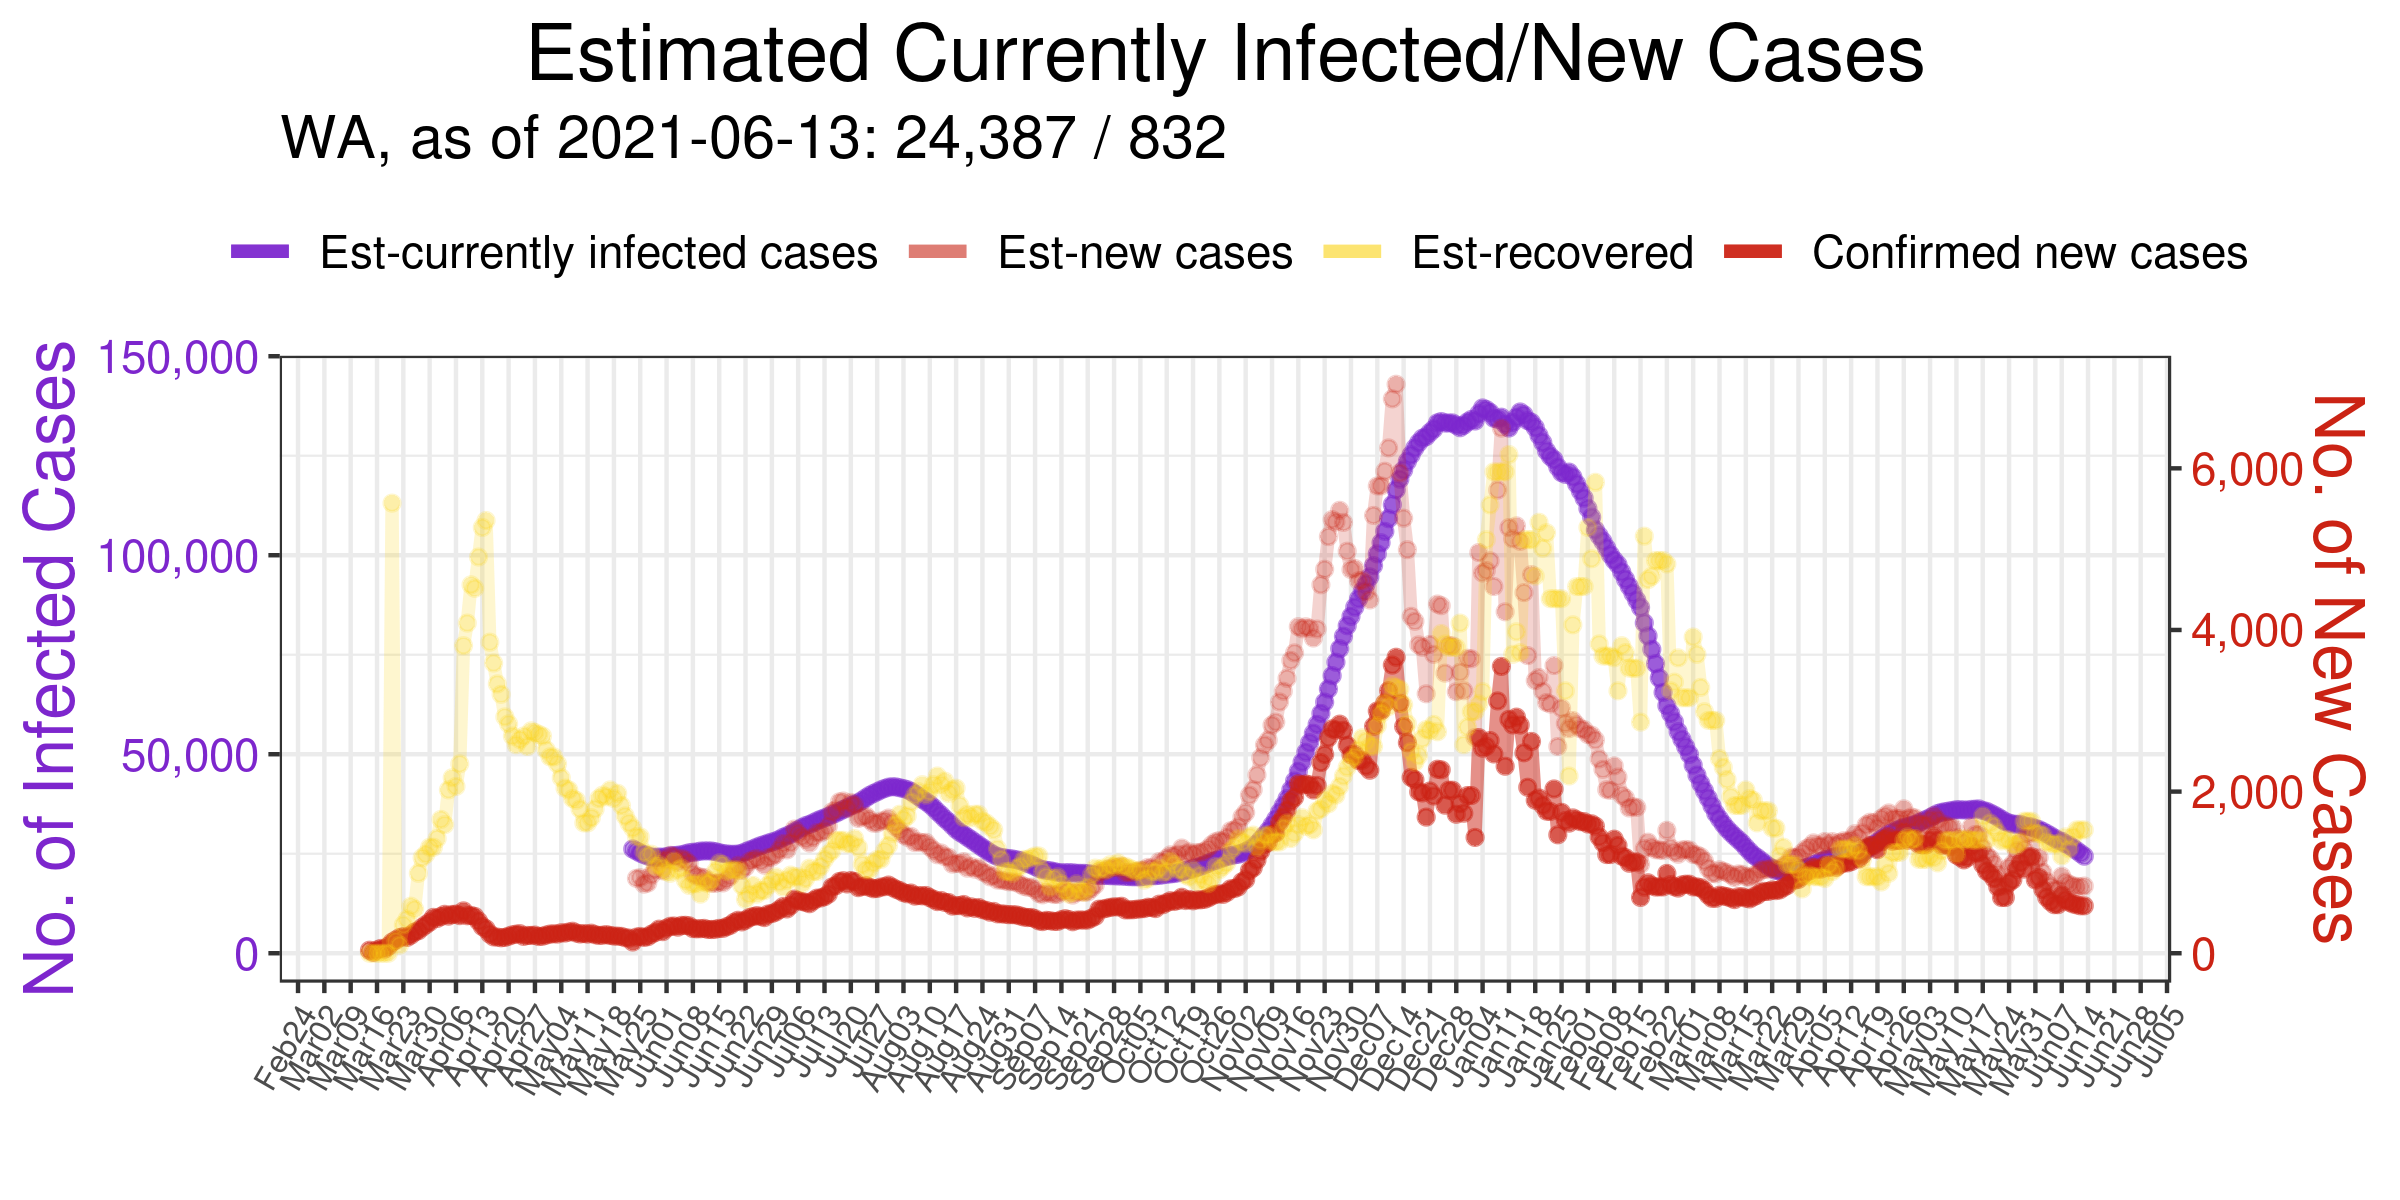 Estimated Currently Infected/New Cases
WA, as of 2021-06-13: 24,387 / 832
Est-currently infected cases Est-new cases Est-recovered Confirmed new cases
No. of Infected Cases
150,000
100,000
50,000
0
6,000
4,000
2,000
0
No. of New Cases
Feb24 Mar02 Mar09 Mar16 Mar23 Mar30 Apr06 Apr13 Apr20 Apr27 May04 May11 May18 May25 Jun01 Jun08 Jun15 Jun22 Jun29 Jul06 Jul13 Jul20 Jul27 Aug03 Aug10 Aug17 Aug24 Aug31 Sep07 Sep14 Sep21 Sep28 Oct05 Oct12 Oct19 Oct26 Nov02 Nov09 Nov16 Nov23 Nov30 Dec07 Dec14 Dec21 Dec28 Jan04 Jan11 Jan18 Jan25 Feb01 Feb08 Feb15 Feb22 Mar01 Mar08 Mar15 Mar22 Mar29 Apr05 Apr12 Apr19 Apr26 May03 May10 May17 May24 May31 Jun07 Jun14 Jun21 Jun28 Jul05